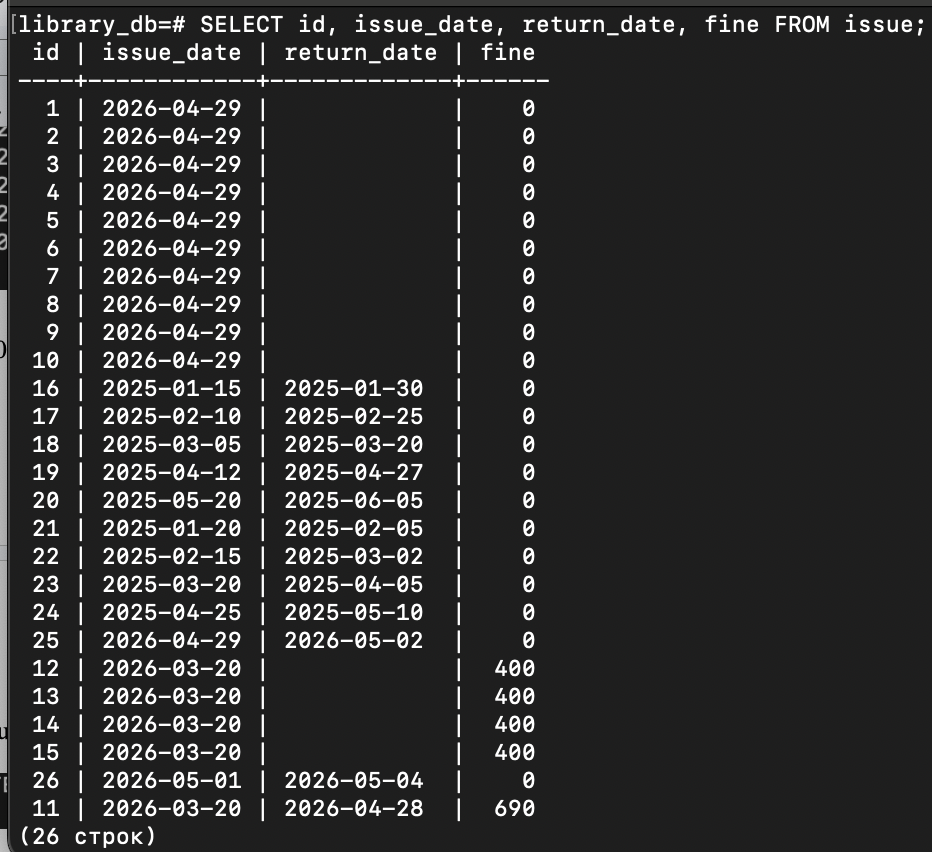 library_db=# SELECT id, issue_date, return_date, fine FROM issue;
 id | issue_date | return_date | fine
----+------------+-------------+------
  1 | 2026-04-29 |             |    0
  2 | 2026-04-29 |             |    0
  3 | 2026-04-29 |             |    0
  4 | 2026-04-29 |             |    0
  5 | 2026-04-29 |             |    0
  6 | 2026-04-29 |             |    0
  7 | 2026-04-29 |             |    0
  8 | 2026-04-29 |             |    0
  9 | 2026-04-29 |             |    0
 10 | 2026-04-29 |             |    0
 16 | 2025-01-15 | 2025-01-30  |    0
 17 | 2025-02-10 | 2025-02-25  |    0
 18 | 2025-03-05 | 2025-03-20  |    0
 19 | 2025-04-12 | 2025-04-27  |    0
 20 | 2025-05-20 | 2025-06-05  |    0
 21 | 2025-01-20 | 2025-02-05  |    0
 22 | 2025-02-15 | 2025-03-02  |    0
 23 | 2025-03-20 | 2025-04-05  |    0
 24 | 2025-04-25 | 2025-05-10  |    0
 25 | 2026-04-29 | 2026-05-02  |    0
 12 | 2026-03-20 |             |  400
 13 | 2026-03-20 |             |  400
 14 | 2026-03-20 |             |  400
 15 | 2026-03-20 |             |  400
 26 | 2026-05-01 | 2026-05-04  |    0
 11 | 2026-03-20 | 2026-04-28  |  690
(26 строк)